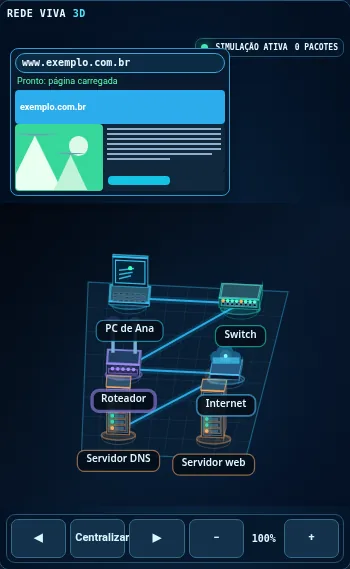 REDE VIVA 3D
SIMULAÇÃO ATIVA 0 PACOTES
www.exemplo.com.br
Pronto: página carregada
exemplo.com.br
PC de Ana
Switch
Roteador
Internet
Servidor DNS
Servidor web
◀ Centralizar ▶ − 100% +